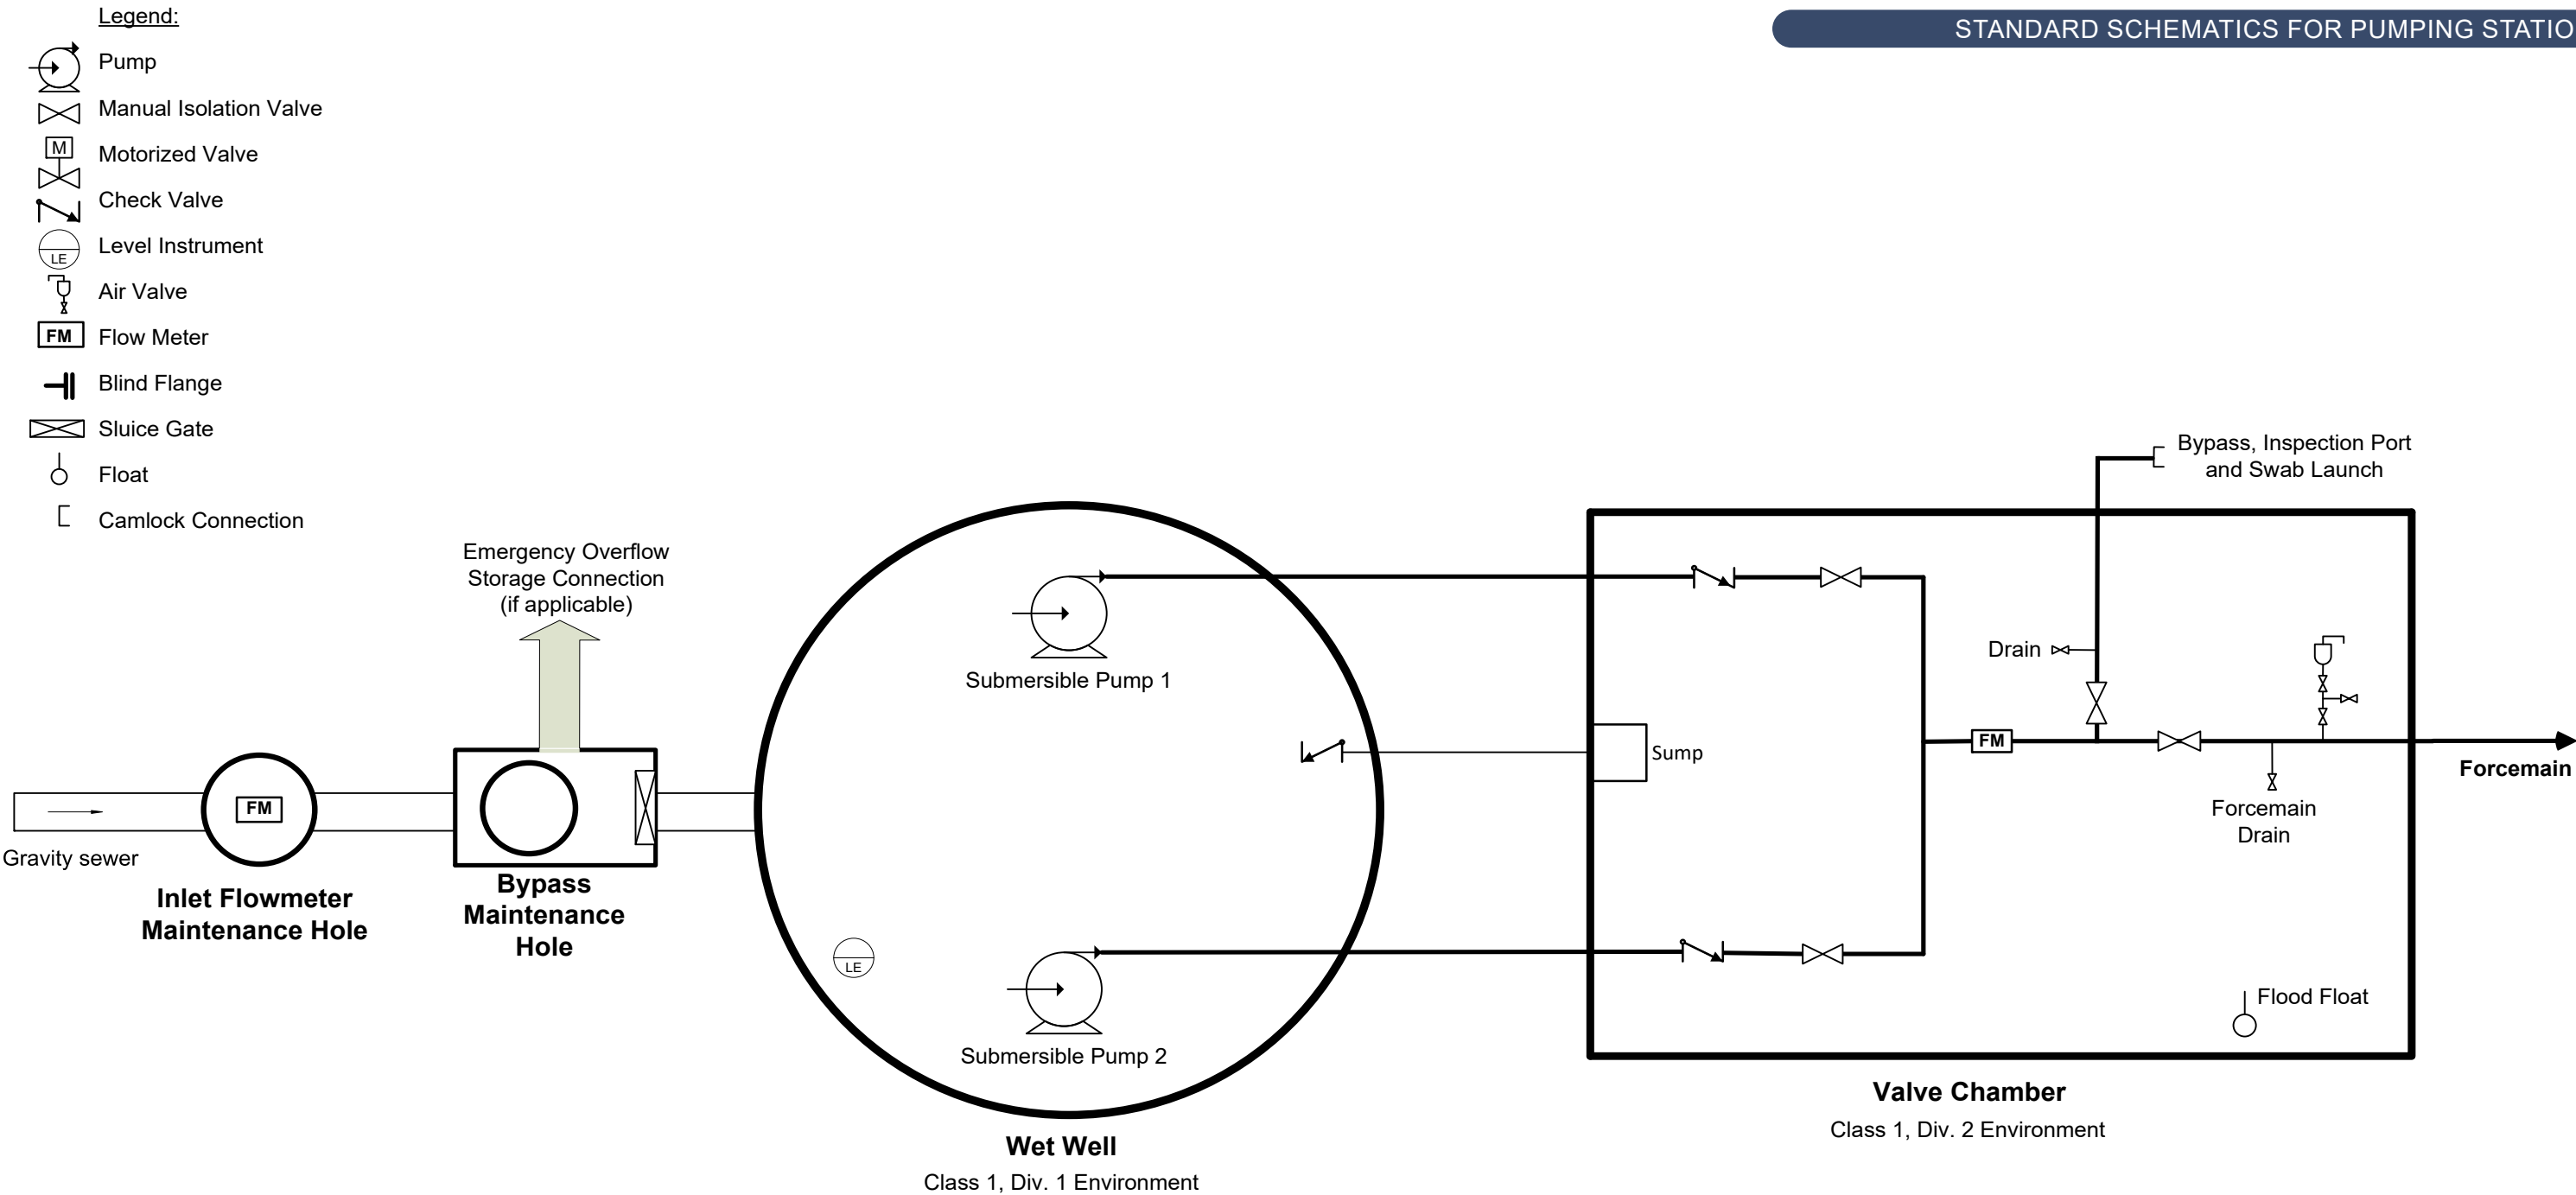 Legend:
STANDARD SCHEMATICS FOR PUMPING STATIO
Pump
Manual Isolation Valve
M
Motorized Valve
Check Valve
LE
Level Instrument
Air Valve
FM
Flow Meter
Blind Flange
Sluice Gate
Float
Camlock Connection
Emergency Overflow
Storage Connection
(if applicable)
Gravity sewer
FM
Inlet Flowmeter
Maintenance Hole
Bypass
Maintenance
Hole
Submersible Pump 1
LE
Submersible Pump 2
Wet Well
Class 1, Div. 1 Environment
Sump
Bypass, Inspection Port
and Swab Launch
Drain
FM
Forcemain
Drain
Forcemain
Flood Float
Valve Chamber
Class 1, Div. 2 Environment